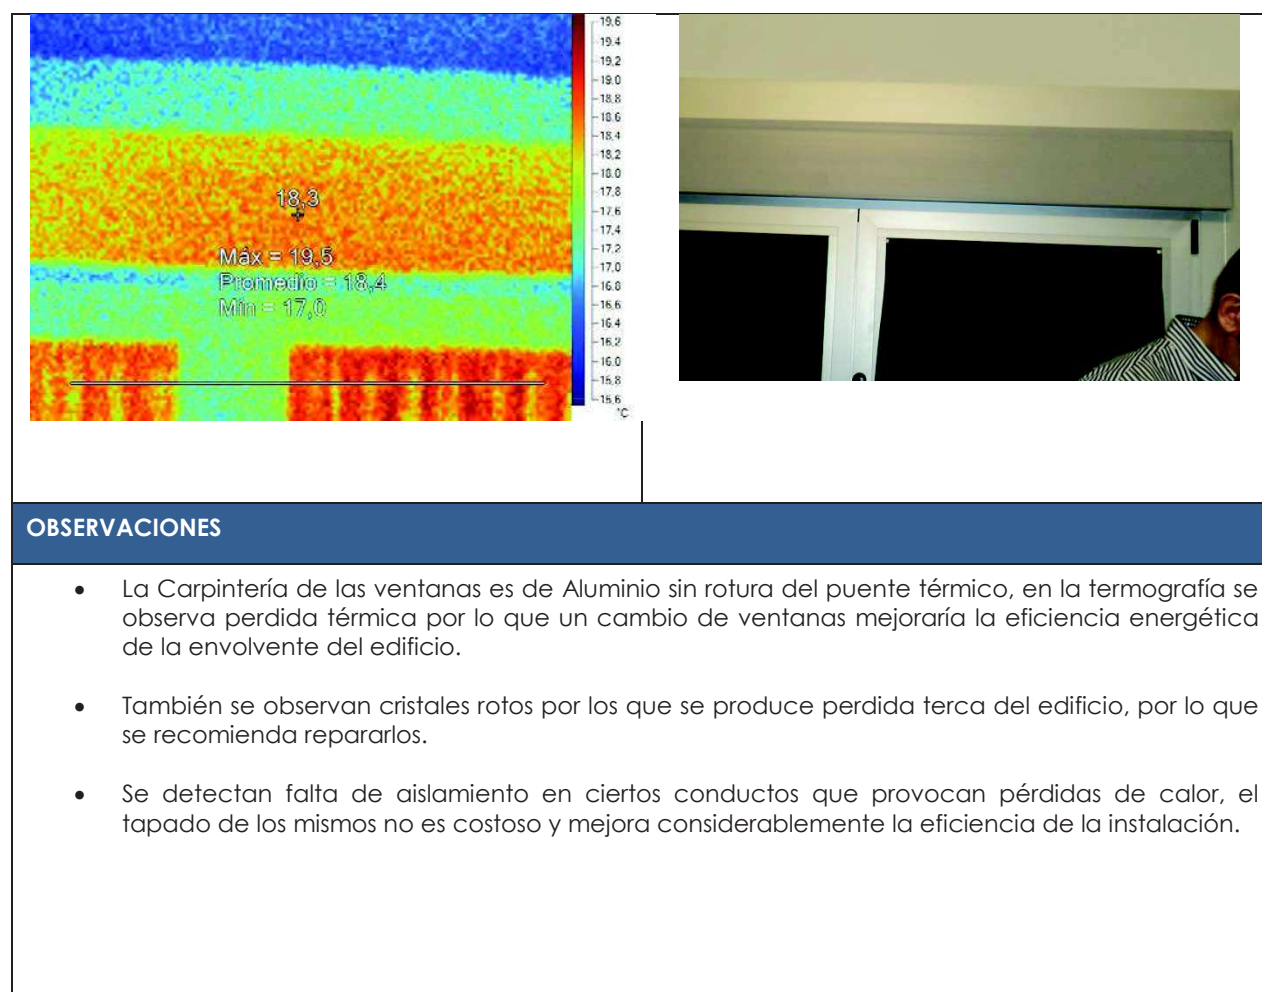 19.6
19.4
19.2
19.0
18.8
18.6
18.4
18.2
18.0
17.8
17.6
17.4
17.2
17.0
16.8
16.6
16.4
16.2
16.0
15.8
15.6
°C
18,3
Máx = 19,5
Promedio = 18,4
Mín = 17,0
OBSERVACIONES
• La Carpintería de las ventanas es de Aluminio sin rotura del puente térmico, en la termografía se
observa perdida térmica por lo que un cambio de ventanas mejoraría la eficiencia energética
de la envolvente del edificio.
• También se observan cristales rotos por los que se produce perdida terca del edificio, por lo que
se recomienda repararlos.
• Se detectan falta de aislamiento en ciertos conductos que provocan pérdidas de calor, el
tapado de los mismos no es costoso y mejora considerablemente la eficiencia de la instalación.